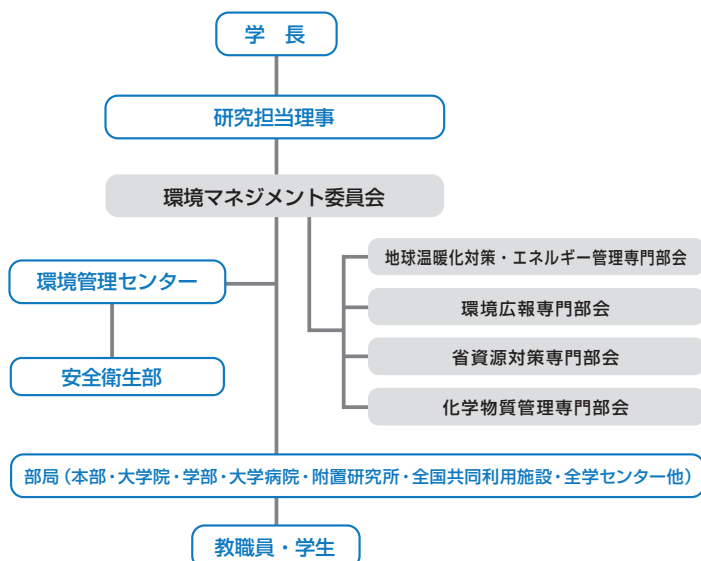 学　長
研究担当理事
環境マネジメント委員会
地球温暖化対策・エネルギー管理専門部会
環境管理センター
環境広報専門部会
省資源対策専門部会
安全衛生部
化学物質管理専門部会
部局（本部・大学院・学部・大学病院・附置研究所・全国共同利用施設・全学センター他）
教職員・学生